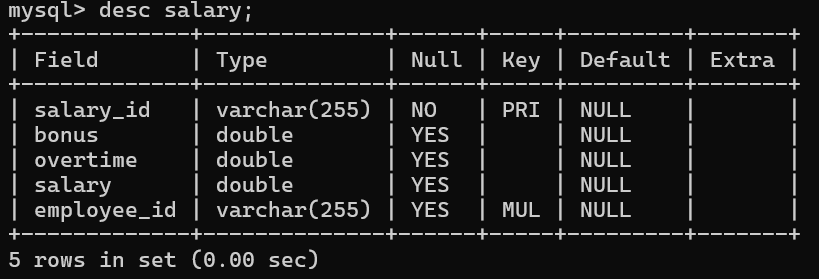 mysql> desc salary;
+-------------+--------------+------+-----+---------+-------+
| Field       | Type         | Null | Key | Default | Extra |
+-------------+--------------+------+-----+---------+-------+
| salary_id   | varchar(255) | NO   | PRI | NULL    |       |
| bonus       | double       | YES  |     | NULL    |       |
| overtime    | double       | YES  |     | NULL    |       |
| salary      | double       | YES  |     | NULL    |       |
| employee_id | varchar(255) | YES  | MUL | NULL    |       |
+-------------+--------------+------+-----+---------+-------+
5 rows in set (0.00 sec)